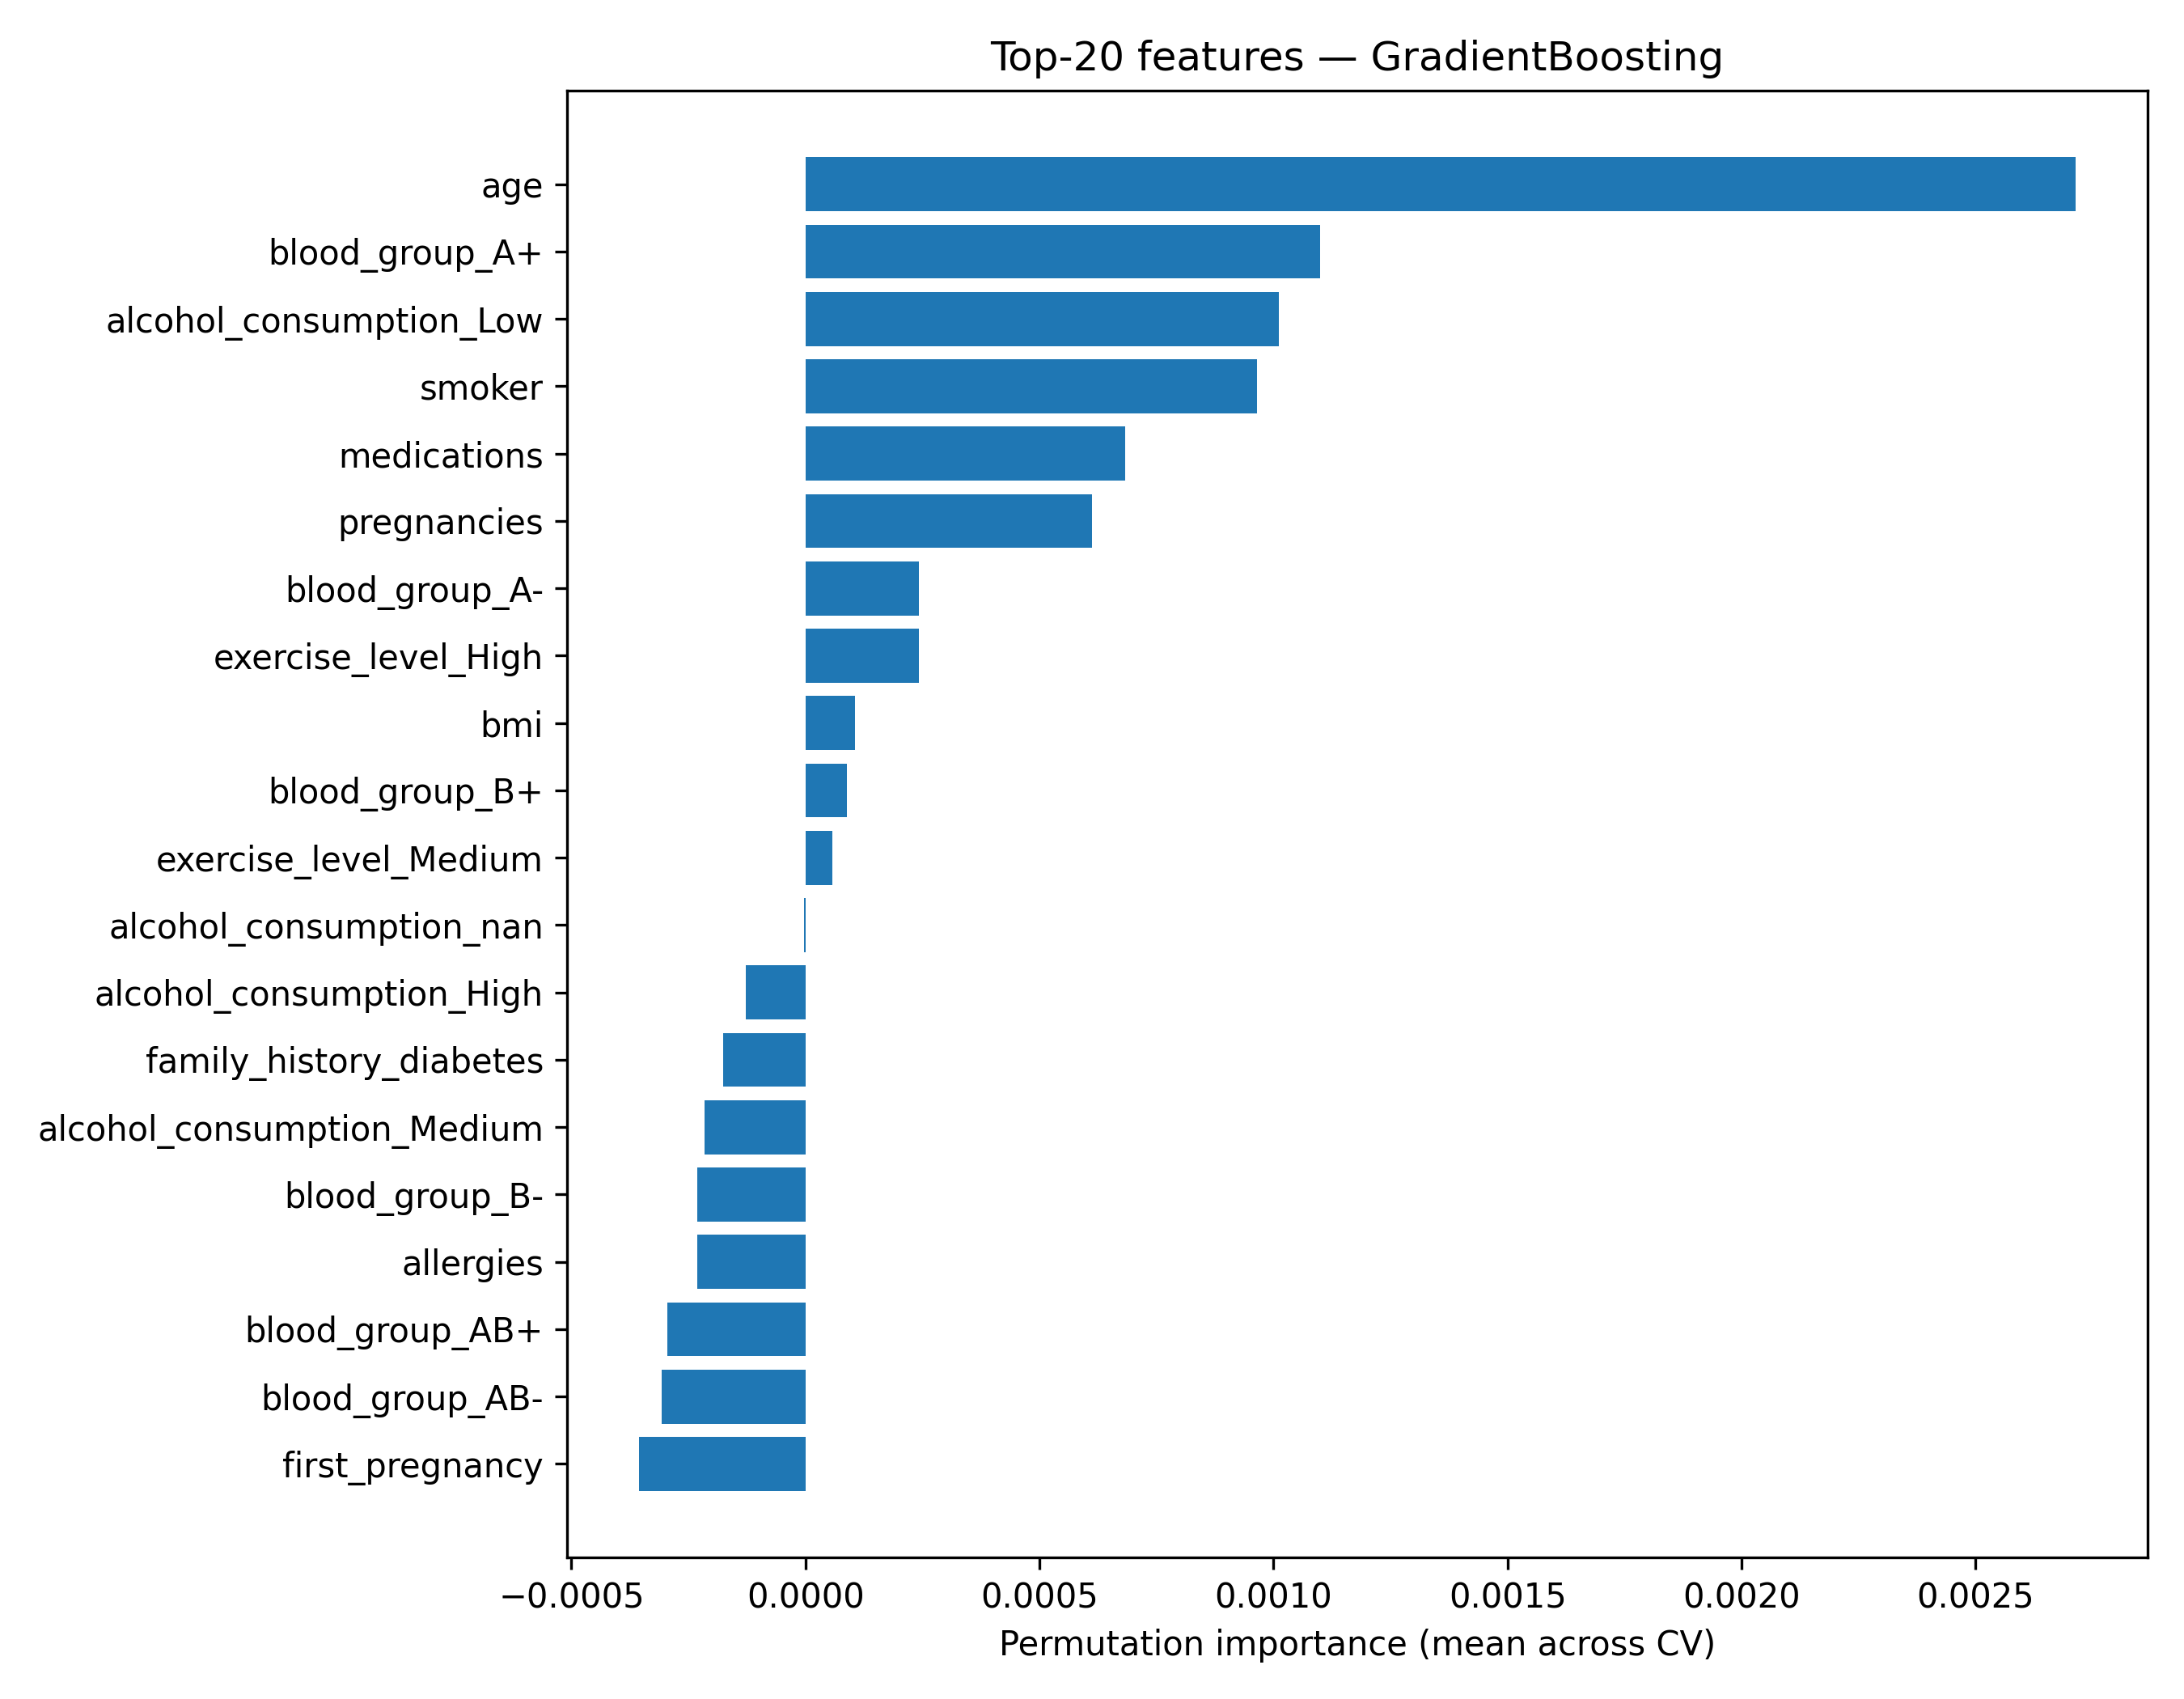 Top-20 features — GradientBoosting
age
blood_group_A+
alcohol_consumption_Low
smoker
medications
pregnancies
blood_group_A-
exercise_level_High
bmi
blood_group_B+
exercise_level_Medium
alcohol_consumption_nan
alcohol_consumption_High
family_history_diabetes
alcohol_consumption_Medium
blood_group_B-
allergies
blood_group_AB+
blood_group_AB-
first_pregnancy
−0.0005 0.0000 0.0005 0.0010 0.0015 0.0020 0.0025
Permutation importance (mean across CV)